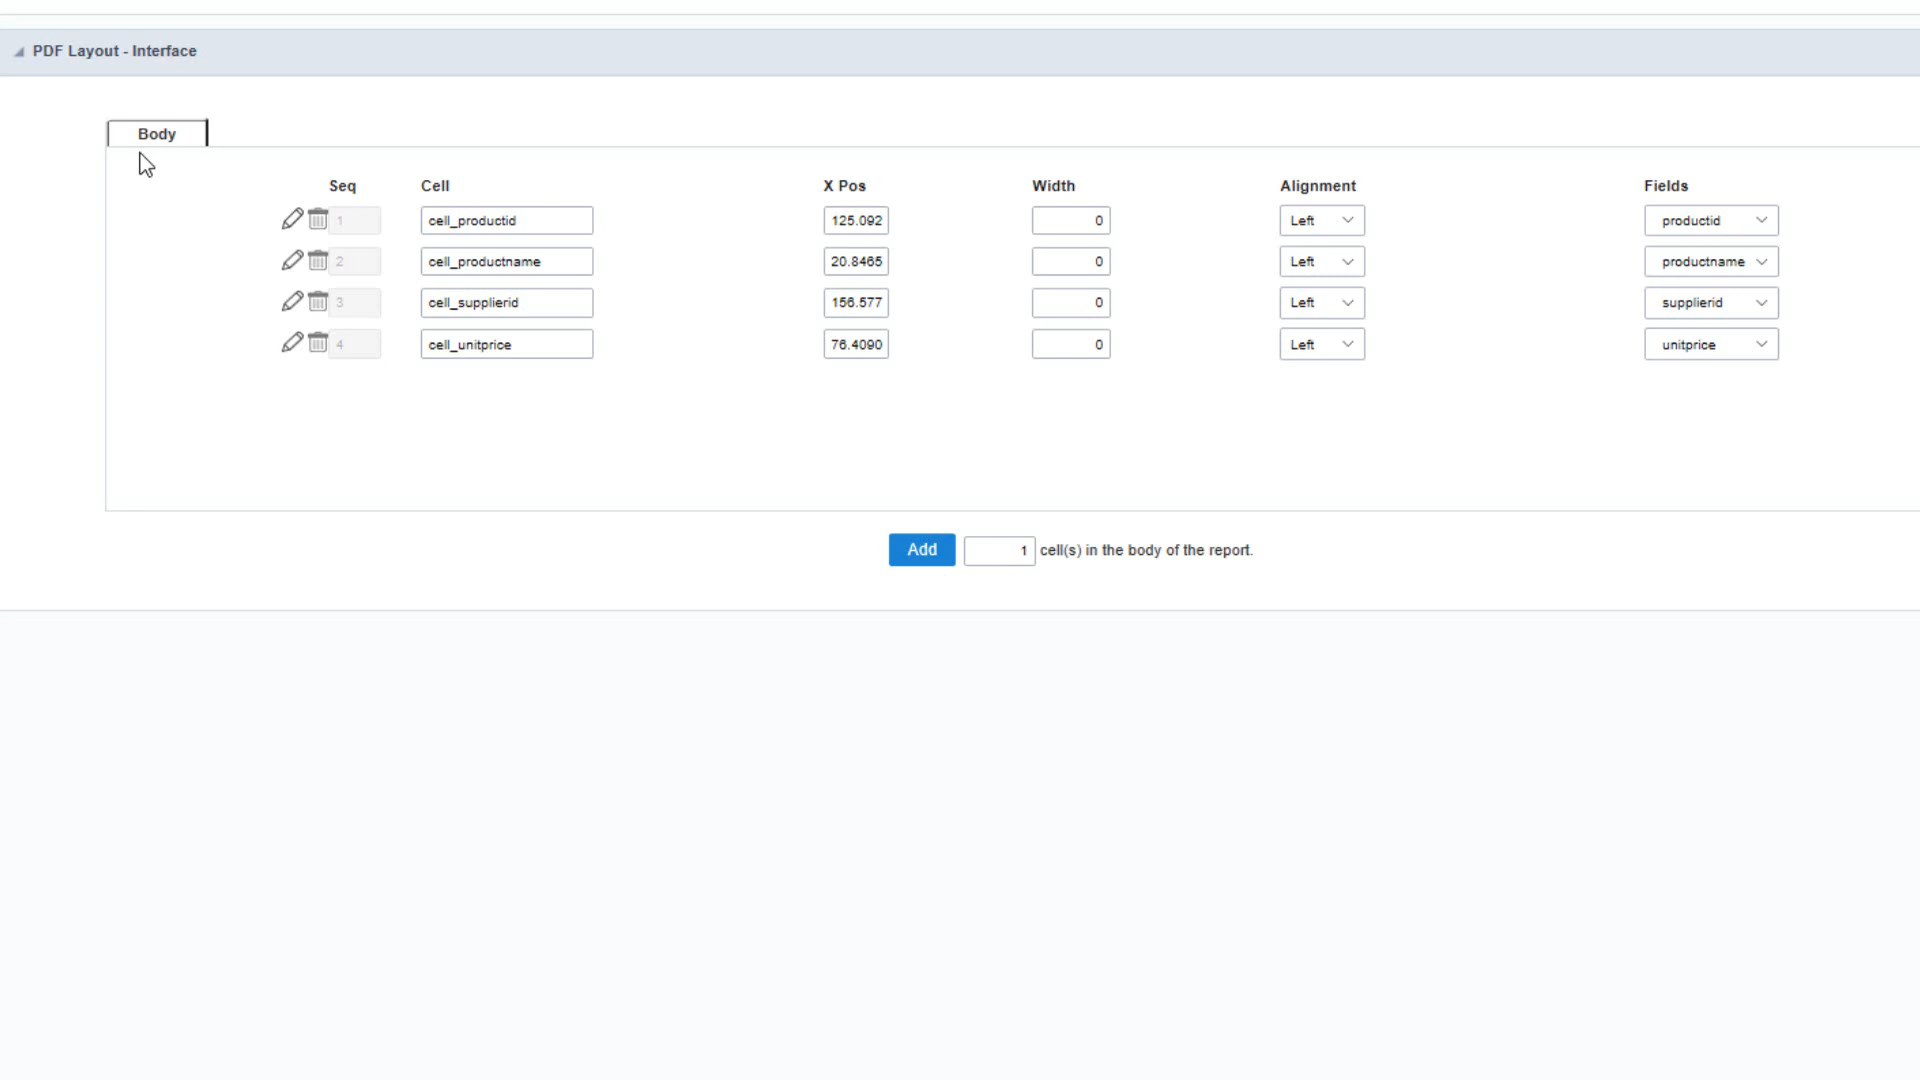 PDF Layout - Interface
Body
Seq Cell X Pos Width Alignment Fields
1 cell_productid 125.092 0 Left productid
2 cell_productname 20.8465 0 Left productname
3 cell_supplierid 156.577 0 Left supplierid
4 cell_unitprice 76.4090 0 Left unitprice
Add 1 cell(s) in the body of the report.